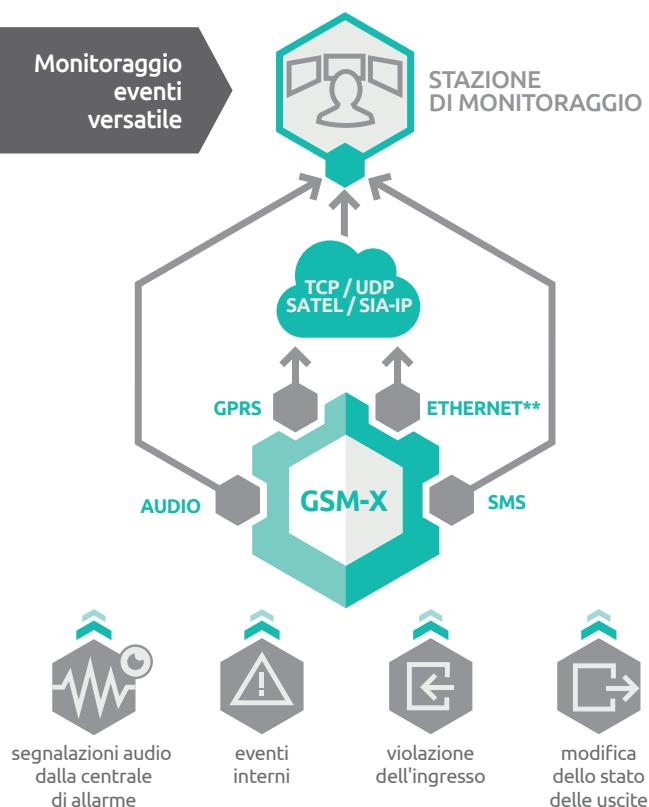 Monitoraggio
eventi
versatile
STAZIONE
DI MONITORAGGIO
TCP / UDP
SATEL / SIA-IP
GPRS
ETHERNET**
AUDIO
GSM-X
SMS
segnalazioni audio
dalla centrale
di allarme
eventi
interni
violazione
dell'ingresso
modifica
dello stato
delle uscite